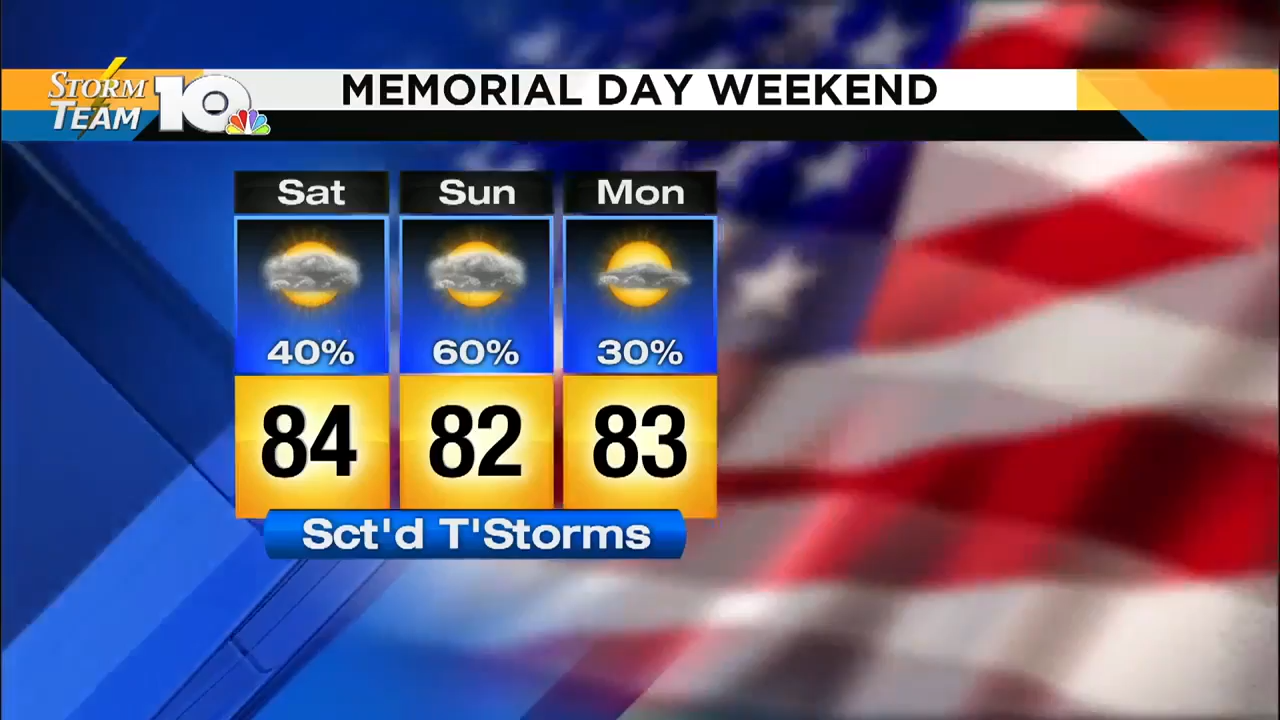 STORM
TEAM 10
MEMORIAL DAY WEEKEND
Sat Sun Mon
40% 60% 30%
84 82 83
Sct'd T'Storms